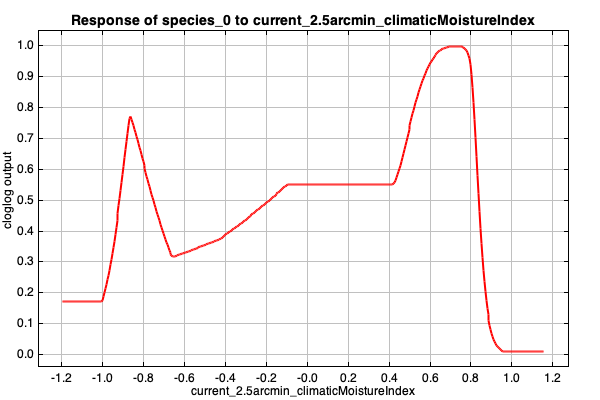 Response of species_0 to current_2.5arcmin_climaticMoistureIndex
1.0
0.9
0.8
0.7
0.6
0.5
0.4
0.3
0.2
0.1
0.0
cloglog output
-1.2 -1.0 -0.8 -0.6 -0.4 -0.2 -0.0 0.2 0.4 0.6 0.8 1.0 1.2
current_2.5arcmin_climaticMoistureIndex